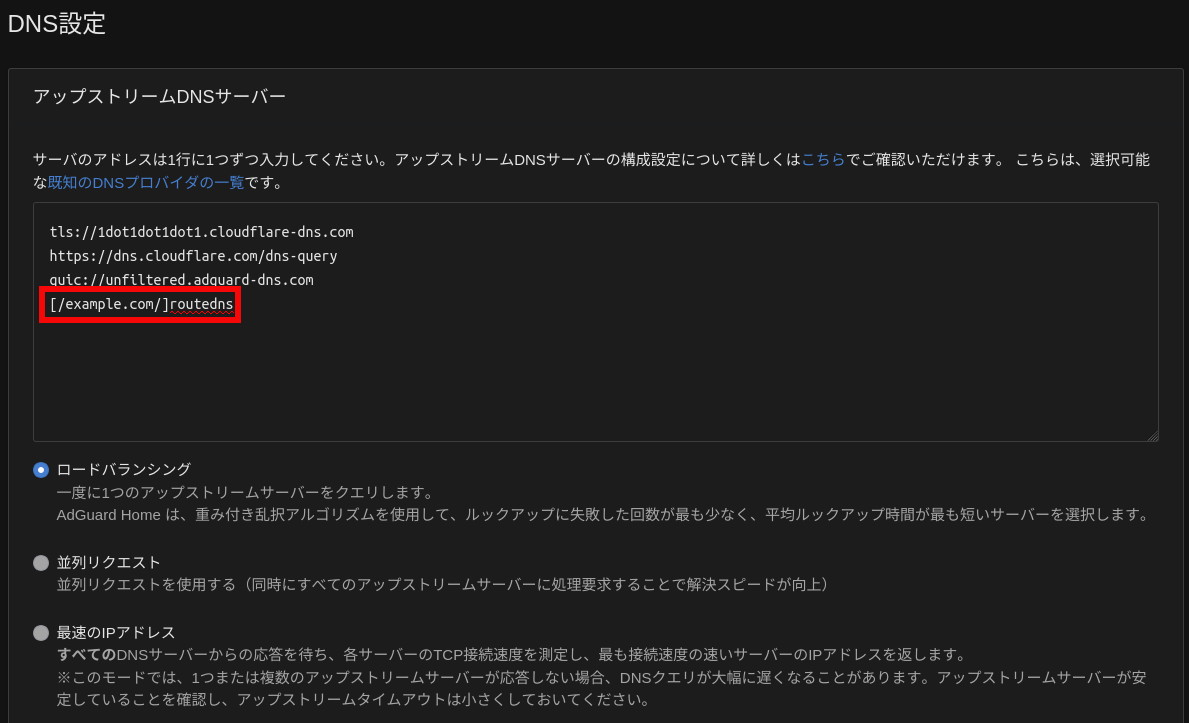 DNS設定
アップストリームDNSサーバー
サーバのアドレスは1行に1つずつ入力してください。アップストリームDNSサーバーの構成設定について詳しくはこちらでご確認いただけます。 こちらは、選択可能
な既知のDNSプロバイダの一覧です。
tls://1dot1dot1dot1.cloudflare-dns.com
https://dns.cloudflare.com/dns-query
quic://unfiltered.adguard-dns.com
[/example.com/]routedns
ロードバランシング
一度に1つのアップストリームサーバーをクエリします。
AdGuard Home は、重み付き乱択アルゴリズムを使用して、ルックアップに失敗した回数が最も少なく、平均ルックアップ時間が最も短いサーバーを選択します。
並列リクエスト
並列リクエストを使用する（同時にすべてのアップストリームサーバーに処理要求することで解決スピードが向上）
最速のIPアドレス
すべてのDNSサーバーからの応答を待ち、各サーバーのTCP接続速度を測定し、最も接続速度の速いサーバーのIPアドレスを返します。
※このモードでは、1つまたは複数のアップストリームサーバーが応答しない場合、DNSクエリが大幅に遅くなることがあります。アップストリームサーバーが安
定していることを確認し、アップストリームタイムアウトは小さくしておいてください。